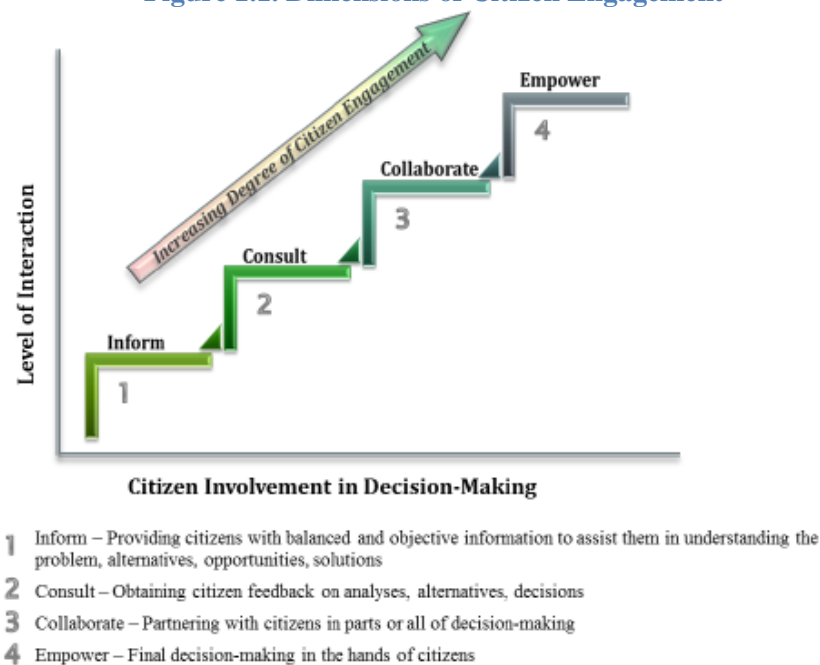 Figure 2.1: Dimensions of Citizen Engagement
Empower
4
Increasing Degree of Citizen Engagement
Collaborate
3
Consult
2
Inform
1
Level of Interaction
Citizen Involvement in Decision-Making
1 Inform – Providing citizens with balanced and objective information to assist them in understanding the
problem, alternatives, opportunities, solutions
2 Consult – Obtaining citizen feedback on analyses, alternatives, decisions
3 Collaborate – Partnering with citizens in parts or all of decision-making
4 Empower – Final decision-making in the hands of citizens